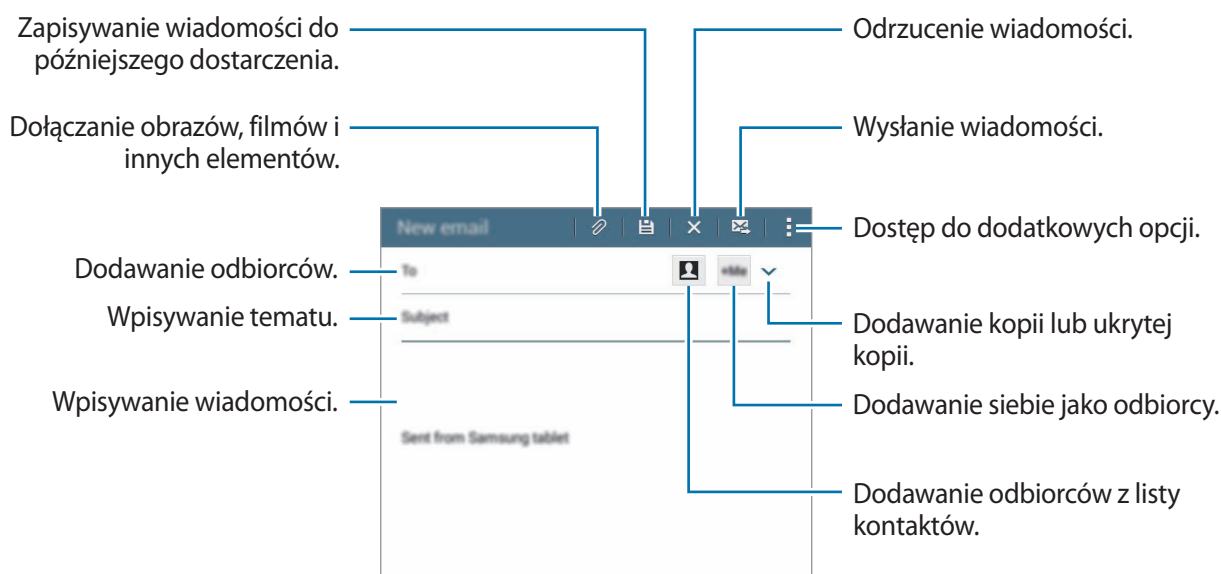 Zapisywanie wiadomości do
późniejszego dostarczenia.
Dołączanie obrazów, filmów i
innych elementów.
Dodawanie odbiorców.
Wpisywanie tematu.
Wpisywanie wiadomości.
New email
To
+Me
Subject
Sent from Samsung tablet
Odrzucenie wiadomości.
Wysłanie wiadomości.
Dostęp do dodatkowych opcji.
Dodawanie kopii lub ukrytej
kopii.
Dodawanie siebie jako odbiorcy.
Dodawanie odbiorców z listy
kontaktów.